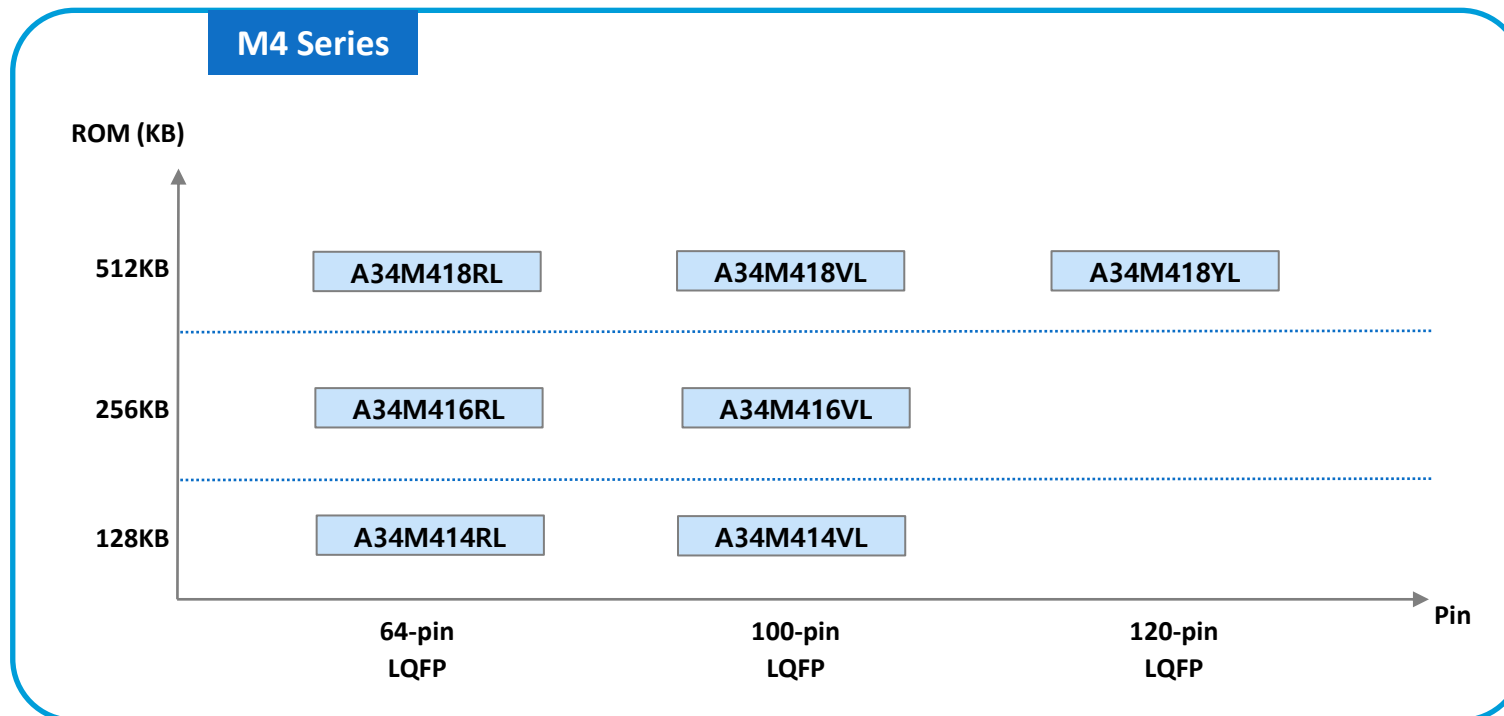 M4 Series
ROM (KB)
512KB
A34M418RL
A34M418VL
A34M418YL
256KB
A34M416RL
A34M416VL
128KB
A34M414RL
A34M414VL
Pin
64-pin
LQFP
100-pin
LQFP
120-pin
LQFP